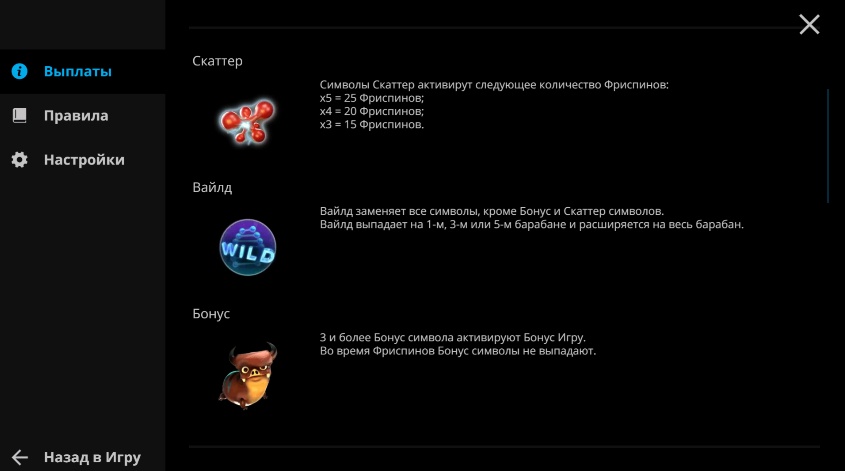 Выплаты
Правила
Настройки
Назад в Игру
Скаттер
Символы Скаттер активирут следующее количество Фриспинов:
x5 = 25 Фриспинов;
x4 = 20 Фриспинов;
x3 = 15 Фриспинов.
Вайлд
WILD
Вайлд заменяет все символы, кроме Бонус и Скаттер символов.
Вайлд выпадает на 1-м, 3-м или 5-м барабане и расширяется на весь барабан.
Бонус
3 и более Бонус символа активируют Бонус Игру.
Во время Фриспинов Бонус символы не выпадают.